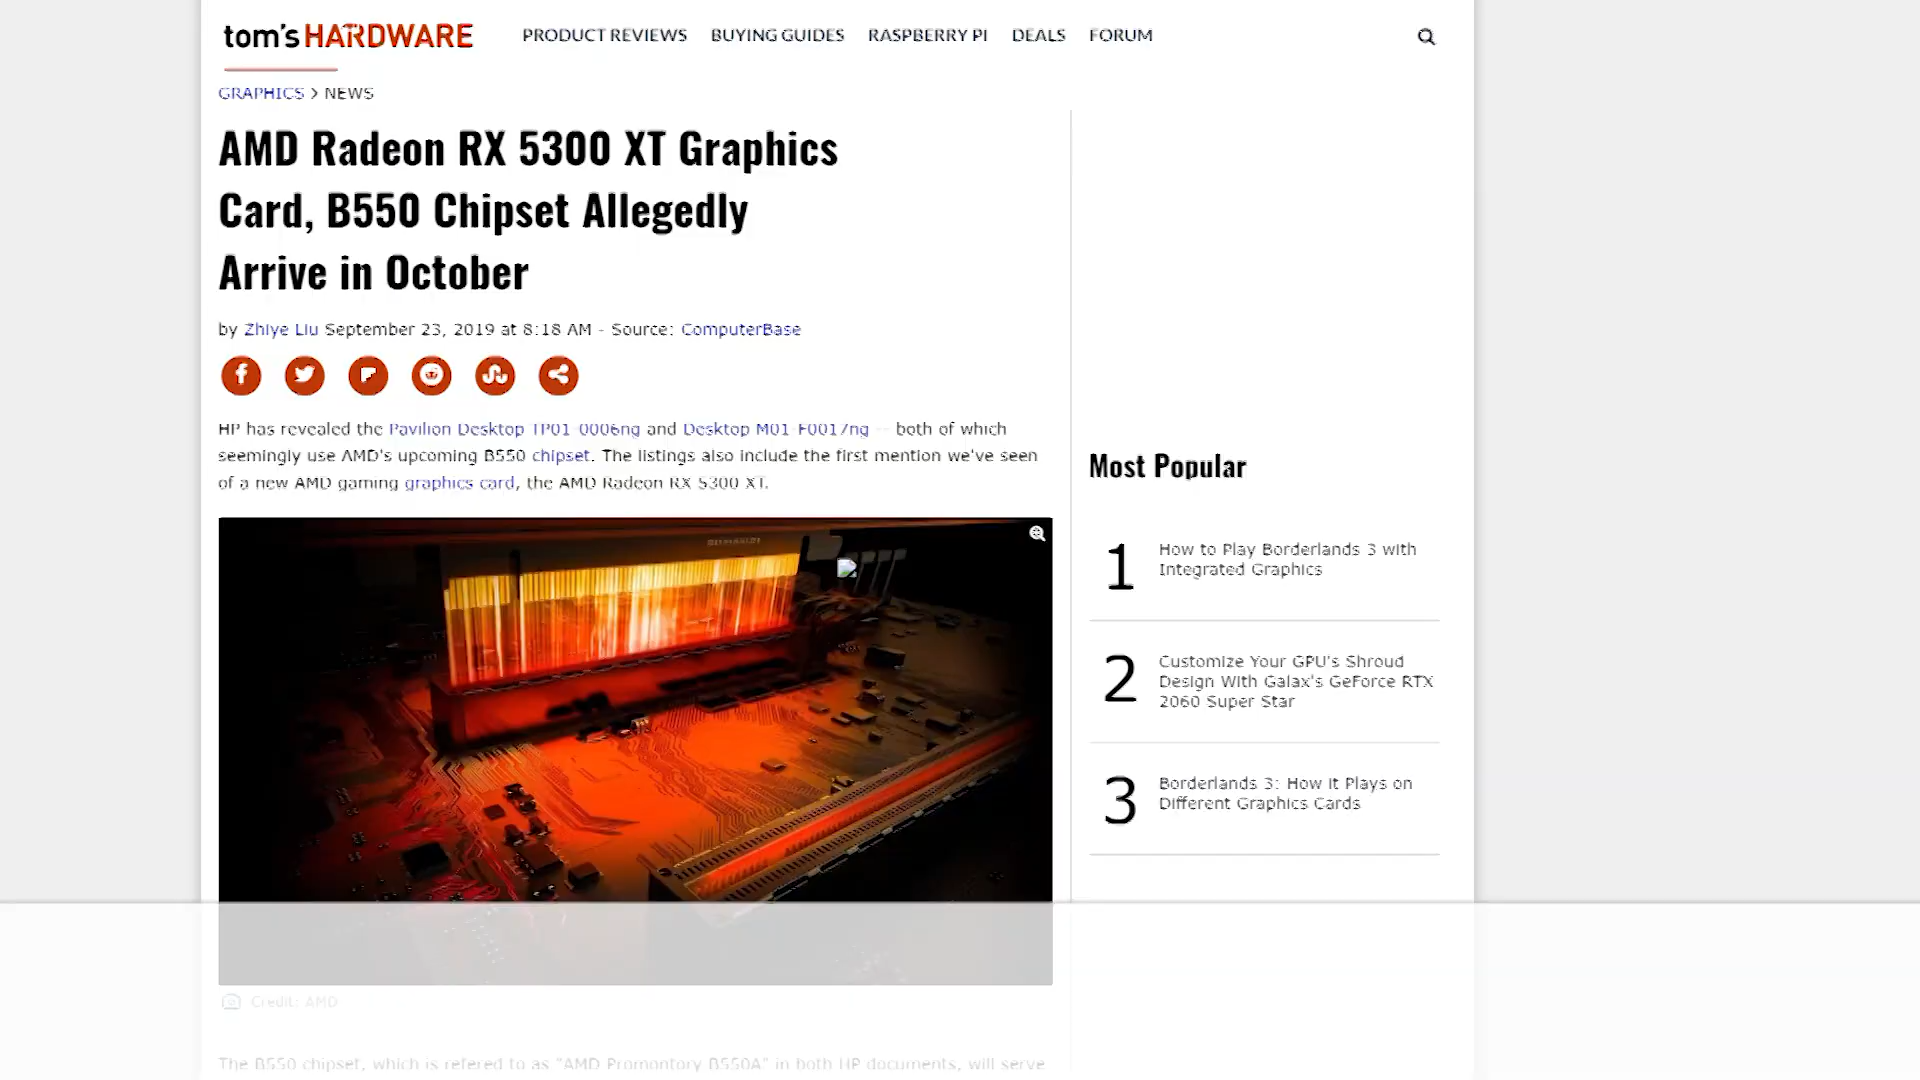 tom's HARDWARE PRODUCT REVIEWS BUYING GUIDES RASPBERRY PI DEALS FORUM
GRAPHICS > NEWS
AMD Radeon RX 5300 XT Graphics
Card, B550 Chipset Allegedly
Arrive in October
by Zhiye Liu September 23, 2019 at 8:18 AM - Source: ComputerBase
HP has revealed the Pavilion Desktop TP01-0006ng and Desktop M01-F0017ng -- both of which
seemingly use AMD's upcoming B550 chipset. The listings also include the first mention we've seen
of a new AMD gaming graphics card, the AMD Radeon RX 5300 XT.
Credit: AMD
The B550 chipset, which is refered to as "AMD Promontory B550A" in both HP documents, will serve
Most Popular
1 How to Play Borderlands 3 with
Integrated Graphics
2 Customize Your GPU's Shroud
Design With Galax's GeForce RTX
2060 Super Star
3 Borderlands 3: How It Plays on
Different Graphics Cards